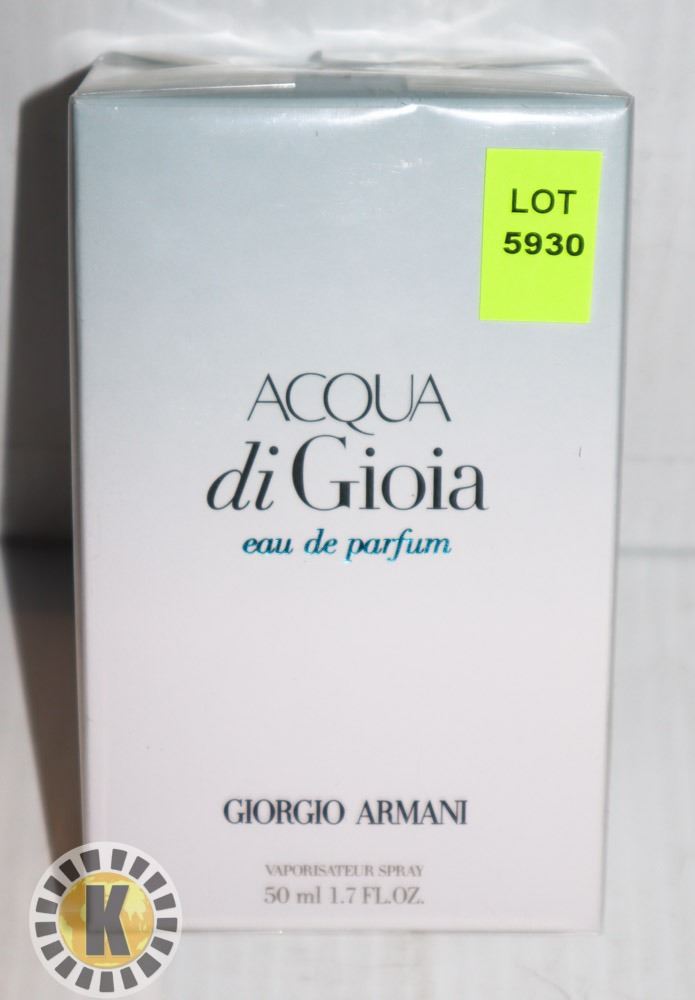 LOT
5930
ACQUA
di Gioia
eau de parfum
GIORGIO ARMANI
VAPORISATEUR SPRAY
50 ml 1.7 FL.OZ.
K